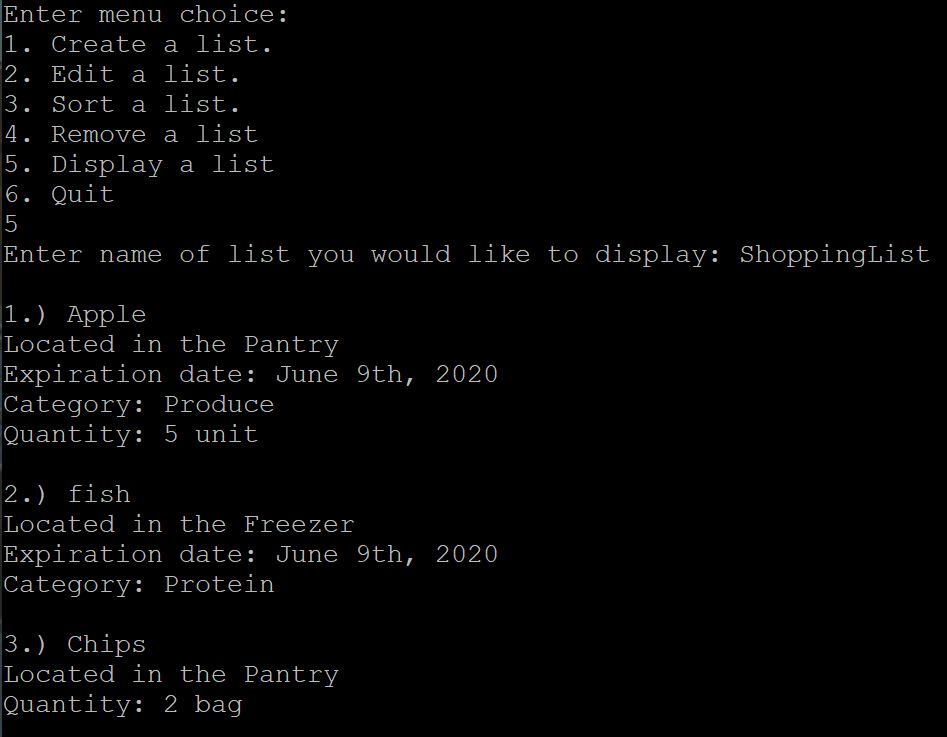 Enter menu choice:
1. Create a list.
2. Edit a list.
3. Sort a list.
4. Remove a list
5. Display a list
6. Quit
5
Enter name of list you would like to display: ShoppingList
1.) Apple
Located in the Pantry
Expiration date: June 9th, 2020
Category: Produce
Quantity: 5 unit
2.) fish
Located in the Freezer
Expiration date: June 9th, 2020
Category: Protein
3.) Chips
Located in the Pantry
Quantity: 2 bag